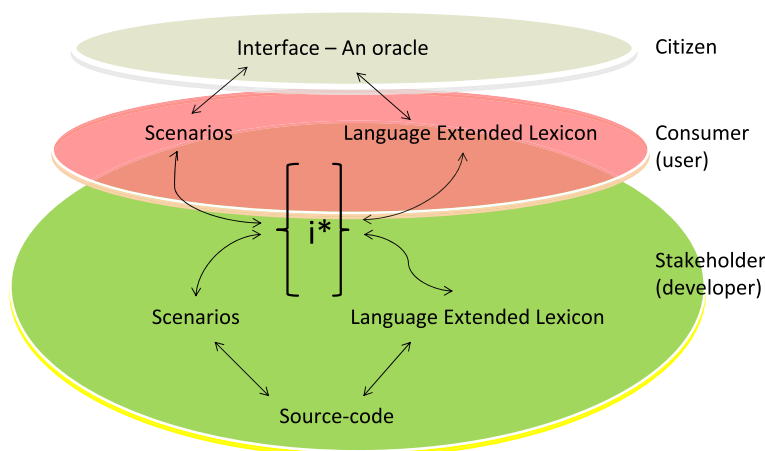 Interface – An oracle
Citizen
Scenarios
Language Extended Lexicon
Consumer
(user)
i*
Stakeholder
(developer)
Scenarios
Language Extended Lexicon
Source-code